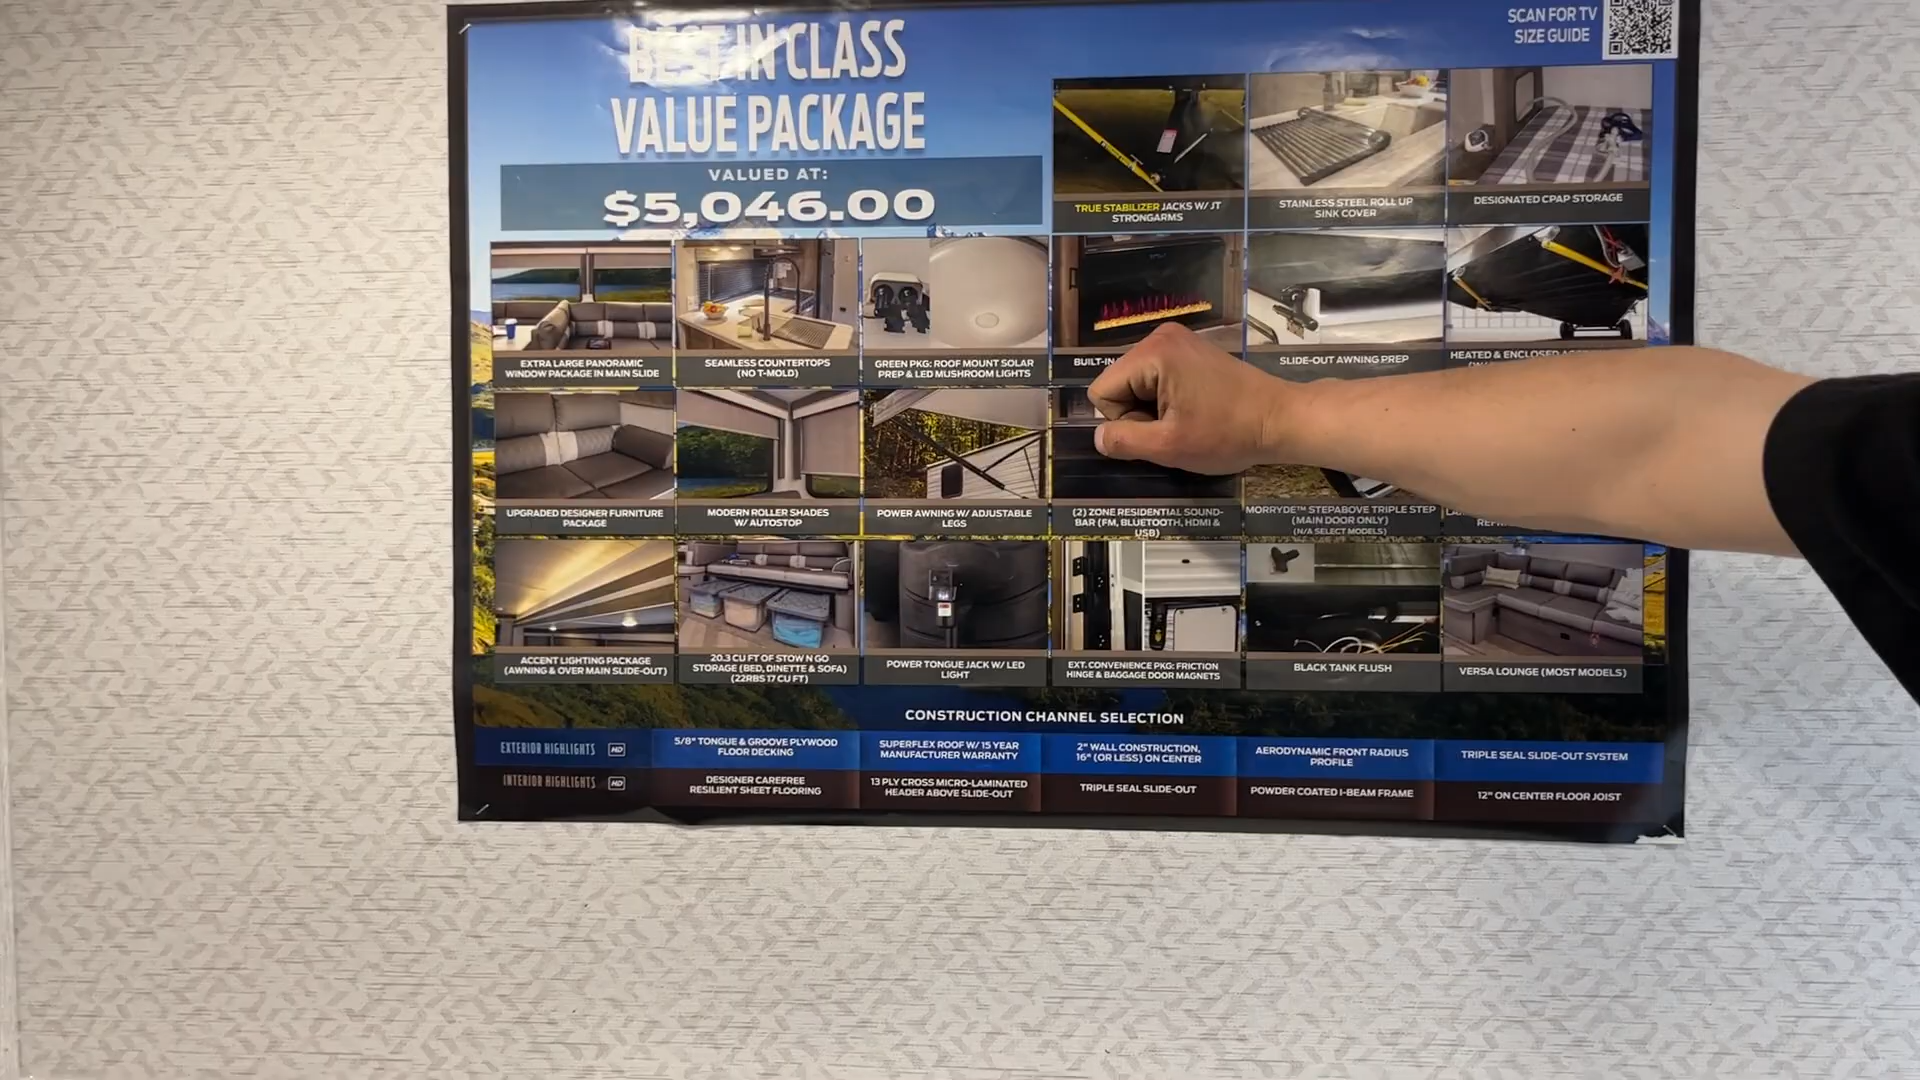 BEST IN CLASS
VALUE PACKAGE
VALUED AT:
$5,046.00
SCAN FOR TV
SIZE GUIDE
TRUE STABILIZER JACKS W/ JT
STRONGARMS
STAINLESS STEEL ROLL UP
SINK COVER
DESIGNATED CPAP STORAGE
EXTRA LARGE PANORAMIC
WINDOW PACKAGE IN MAIN SLIDE
SEAMLESS COUNTERTOPS
(NO T-MOLD)
GREEN PKG: ROOF MOUNT SOLAR
PREP & LED MUSHROOM LIGHTS
BUILT-IN
SLIDE-OUT AWNING PREP
HEATED & ENCLOSED
UPGRADED DESIGNER FURNITURE
PACKAGE
MODERN ROLLER SHADES
W/ AUTOSTOP
POWER AWNING W/ ADJUSTABLE
LEGS
(2) ZONE RESIDENTIAL SOUND-
BAR (FM, BLUETOOTH, HDMI &
USB)
MORRYDE™ STEPABOVE TRIPLE STEP
(MAIN DOOR ONLY)
(N/A SELECT MODELS)
ACCENT LIGHTING PACKAGE
(AWNING & OVER MAIN SLIDE-OUT)
20.3 CU FT OF STOW N GO
STORAGE (BED, DINETTE & SOFA)
(22RBS 17 CU FT)
POWER TONGUE JACK W/ LED
LIGHT
EXT. CONVENIENCE PKG: FRICTION
HINGE & BAGGAGE DOOR MAGNETS
BLACK TANK FLUSH
VERSA LOUNGE (MOST MODELS)
CONSTRUCTION CHANNEL SELECTION
EXTERIOR HIGHLIGHTS HD
5/8" TONGUE & GROOVE PLYWOOD
FLOOR DECKING
SUPERFLEX ROOF W/ 15 YEAR
MANUFACTURER WARRANTY
2" WALL CONSTRUCTION,
16" (OR LESS) ON CENTER
AERODYNAMIC FRONT RADIUS
PROFILE
TRIPLE SEAL SLIDE-OUT SYSTEM
INTERIOR HIGHLIGHTS HD
DESIGNER CAREFREE
RESILIENT SHEET FLOORING
13 PLY CROSS MICRO-LAMINATED
HEADER ABOVE SLIDE-OUT
TRIPLE SEAL SLIDE-OUT
POWDER COATED I-BEAM FRAME
12" ON CENTER FLOOR JOIST